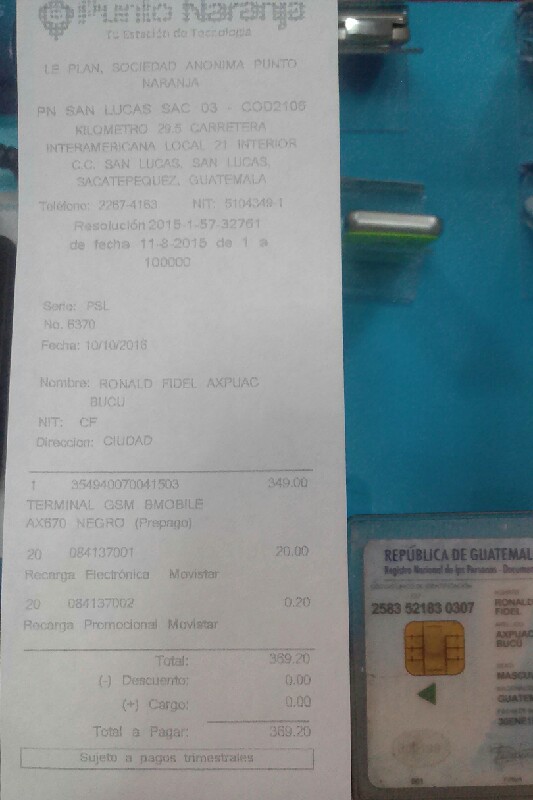 Punto Naranja
Tu Estación de Tecnología
LE PLAN, SOCIEDAD ANONIMA PUNTO
NARANJA
PN SAN LUCAS SAC 03 - COD2105
KILOMETRO 29.5 CARRETERA
INTERAMERICANA LOCAL 21 INTERIOR
C.C. SAN LUCAS, SAN LUCAS,
SACATEPEQUEZ, GUATEMALA
Teléfono: 2267-4163 NIT: 5104349-1
Resolución 2015-1-57-32761
de fecha 11-8-2015 de 1 a
100000
Serie: PSL
No. 6370
Fecha: 10/10/2016
Nombre: RONALD FIDEL AXPUAC
BUCU
NIT: CF
Direccion: CIUDAD
1 354940070041503 349.00
TERMINAL GSM BMOBILE
AX670 NEGRO (Prepago)
20 084137001 20.00
Recarga Electrónica Movistar
20 084137002 0.20
Recarga Promocional Movistar
Total: 369.20
(-) Descuento: 0.00
(+) Cargo: 0.00
Total a Pagar: 369.20
Sujeto a pagos trimestrales
REPÚBLICA DE GUATEMAL
Registro Nacional de las Personas - Docume
2583 52163 0307
RONALD
FIDEL
AXPUAC
BUCU
MASCU
GUATE